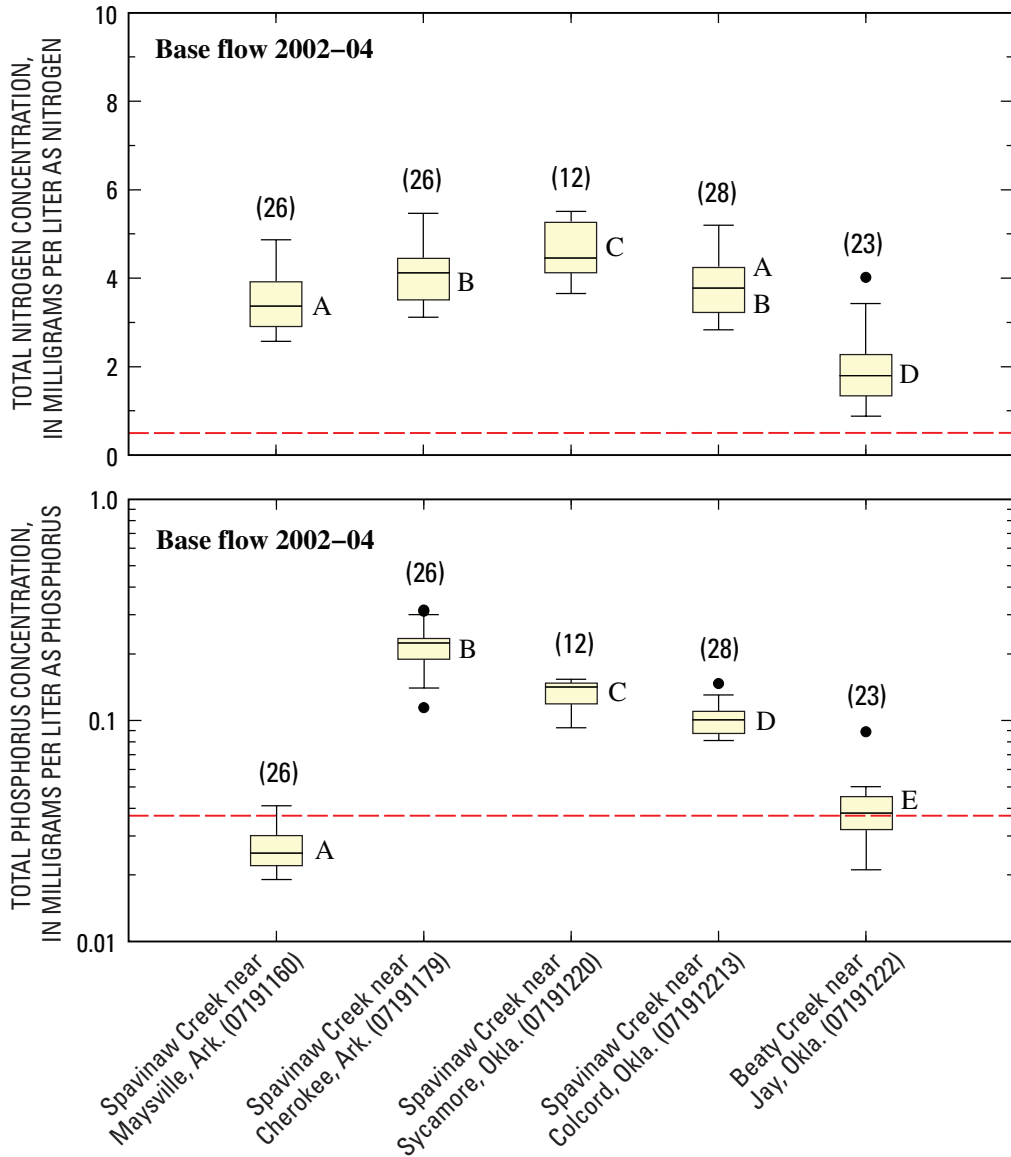 TOTAL NITROGEN CONCENTRATION,
IN MILLIGRAMS PER LITER AS NITROGEN
10
8
6
4
2
0
Base flow 2002–04
(26)
(26)
(12)
(28)
(23)
A
B
C
A
B
D
TOTAL PHOSPHORUS CONCENTRATION,
IN MILLIGRAMS PER LITER AS PHOSPHORUS
1.0
0.1
0.01
Base flow 2002–04
(26)
(26)
(12)
(28)
(23)
A
B
C
D
E
Spavinaw Creek near
Maysville, Ark. (07191160)
Spavinaw Creek near
Cherokee, Ark. (07191179)
Spavinaw Creek near
Sycamore, Okla. (07191220)
Spavinaw Creek near
Colcord, Okla. (071912213)
Beaty Creek near
Jay, Okla. (07191222)